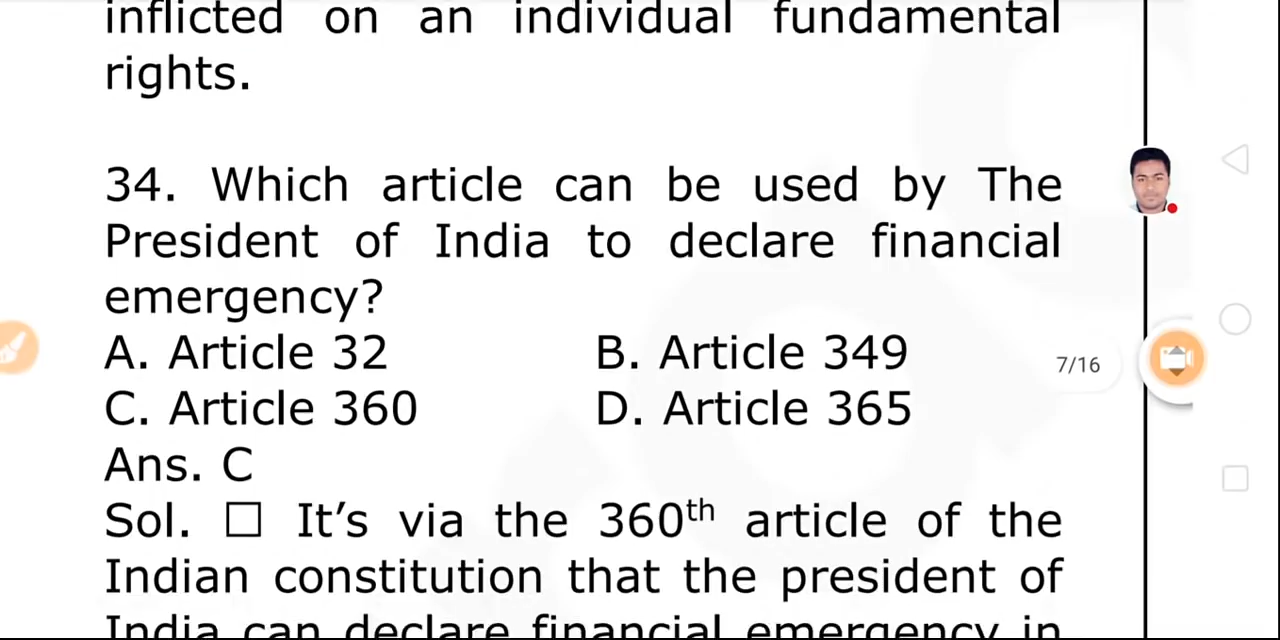 inflicted on an individual fundamental
rights.
34. Which article can be used by The
President of India to declare financial
emergency?
A. Article 32 B. Article 349
7/16
C. Article 360 D. Article 365
Ans. C
Sol. □ It’s via the 360th article of the
Indian constitution that the president of
India can declare financial emergency in